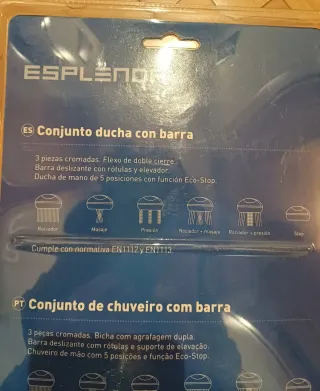 ESPLENDOR
ES Conjunto ducha con barra
3 piezas cromadas. Flexo de doble cierre.
Barra deslizante con rótulas y elevador.
Ducha de mano de 5 posiciones con función Eco-Stop.
Rociador Masaje Presión Rociador + Masaje Rociador + presión Stop
Cumple con normativa EN1112 y EN1113.
PT Conjunto de chuveiro com barra
3 peças cromadas. Bicha com agrafagem dupla.
Barra deslizante com rótulas e suporte de elevação.
Chuveiro de mão com 5 posições e função Eco-Stop.